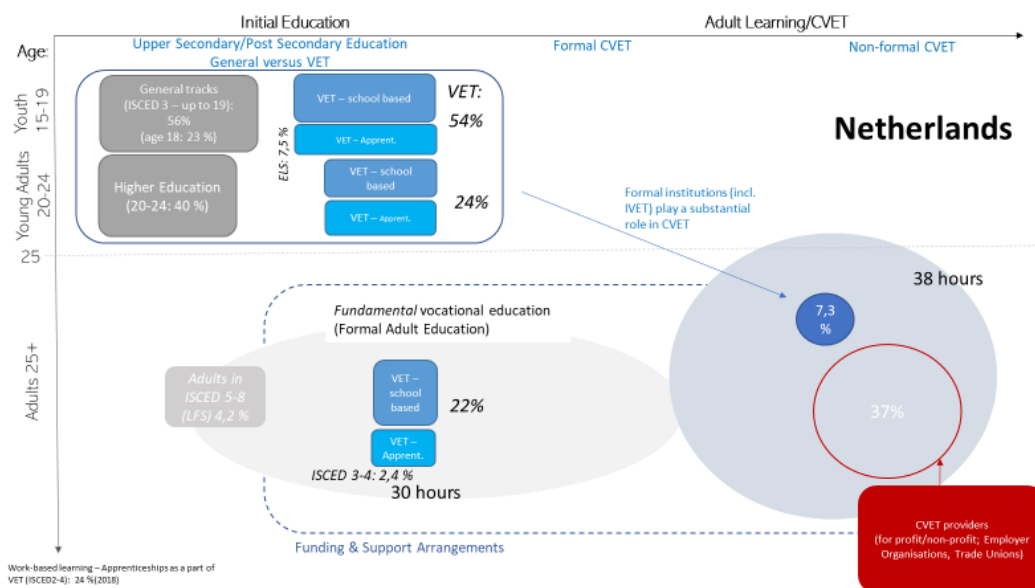 Initial Education
Adult Learning/CVET
Age:
Upper Secondary/Post Secondary Education
General versus VET
Formal CVET
Non-formal CVET
Youth
15-19
General tracks
(ISCED 3 – up to 19):
56%
(age 18: 23 %)
ELS: 7,5 %
VET – school based
VET – Apprent.
VET:
54%
Netherlands
Young Adults
20-24
Higher Education
(20-24: 40 %)
VET – school
based
VET – Apprent.
24%
Formal institutions (incl.
IVET) play a substantial
role in CVET
25
38 hours
7,3
%
Fundamental vocational education
(Formal Adult Education)
Adults 25+
Adults in
ISCED 5-8
(LFS) 4,2 %
VET –
school
based
22%
VET –
Apprent.
ISCED 3-4: 2,4 %
30 hours
37%
CVET providers
(for profit/non-profit; Employer
Organisations, Trade Unions)
Funding & Support Arrangements
Work-based learning – Apprenticeships as a part of
VET (ISCED2-4): 24 %(2018)